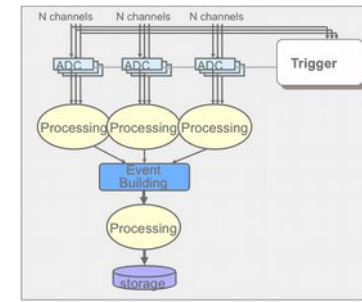 N channels N channels N channels
ADC ADC ADC Trigger
Processing Processing Processing
Event
Building
Processing
storage